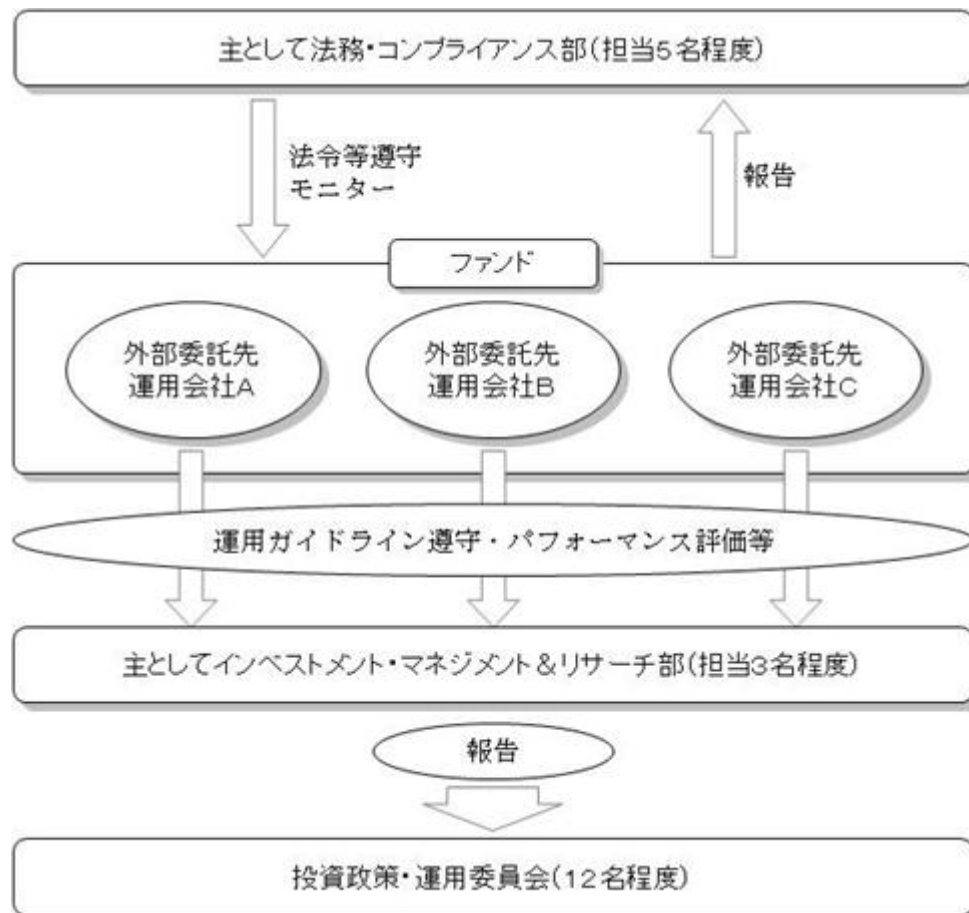 主として法務・コンプライアンス部(担当5名程度)
法令等遵守
モニター
報告
ファンド
外部委託先
運用会社A
外部委託先
運用会社B
外部委託先
運用会社C
運用ガイドライン遵守・パフォーマンス評価等
主としてインベストメント・マネジメント&リサーチ部(担当3名程度)
報告
投資政策・運用委員会(12名程度)